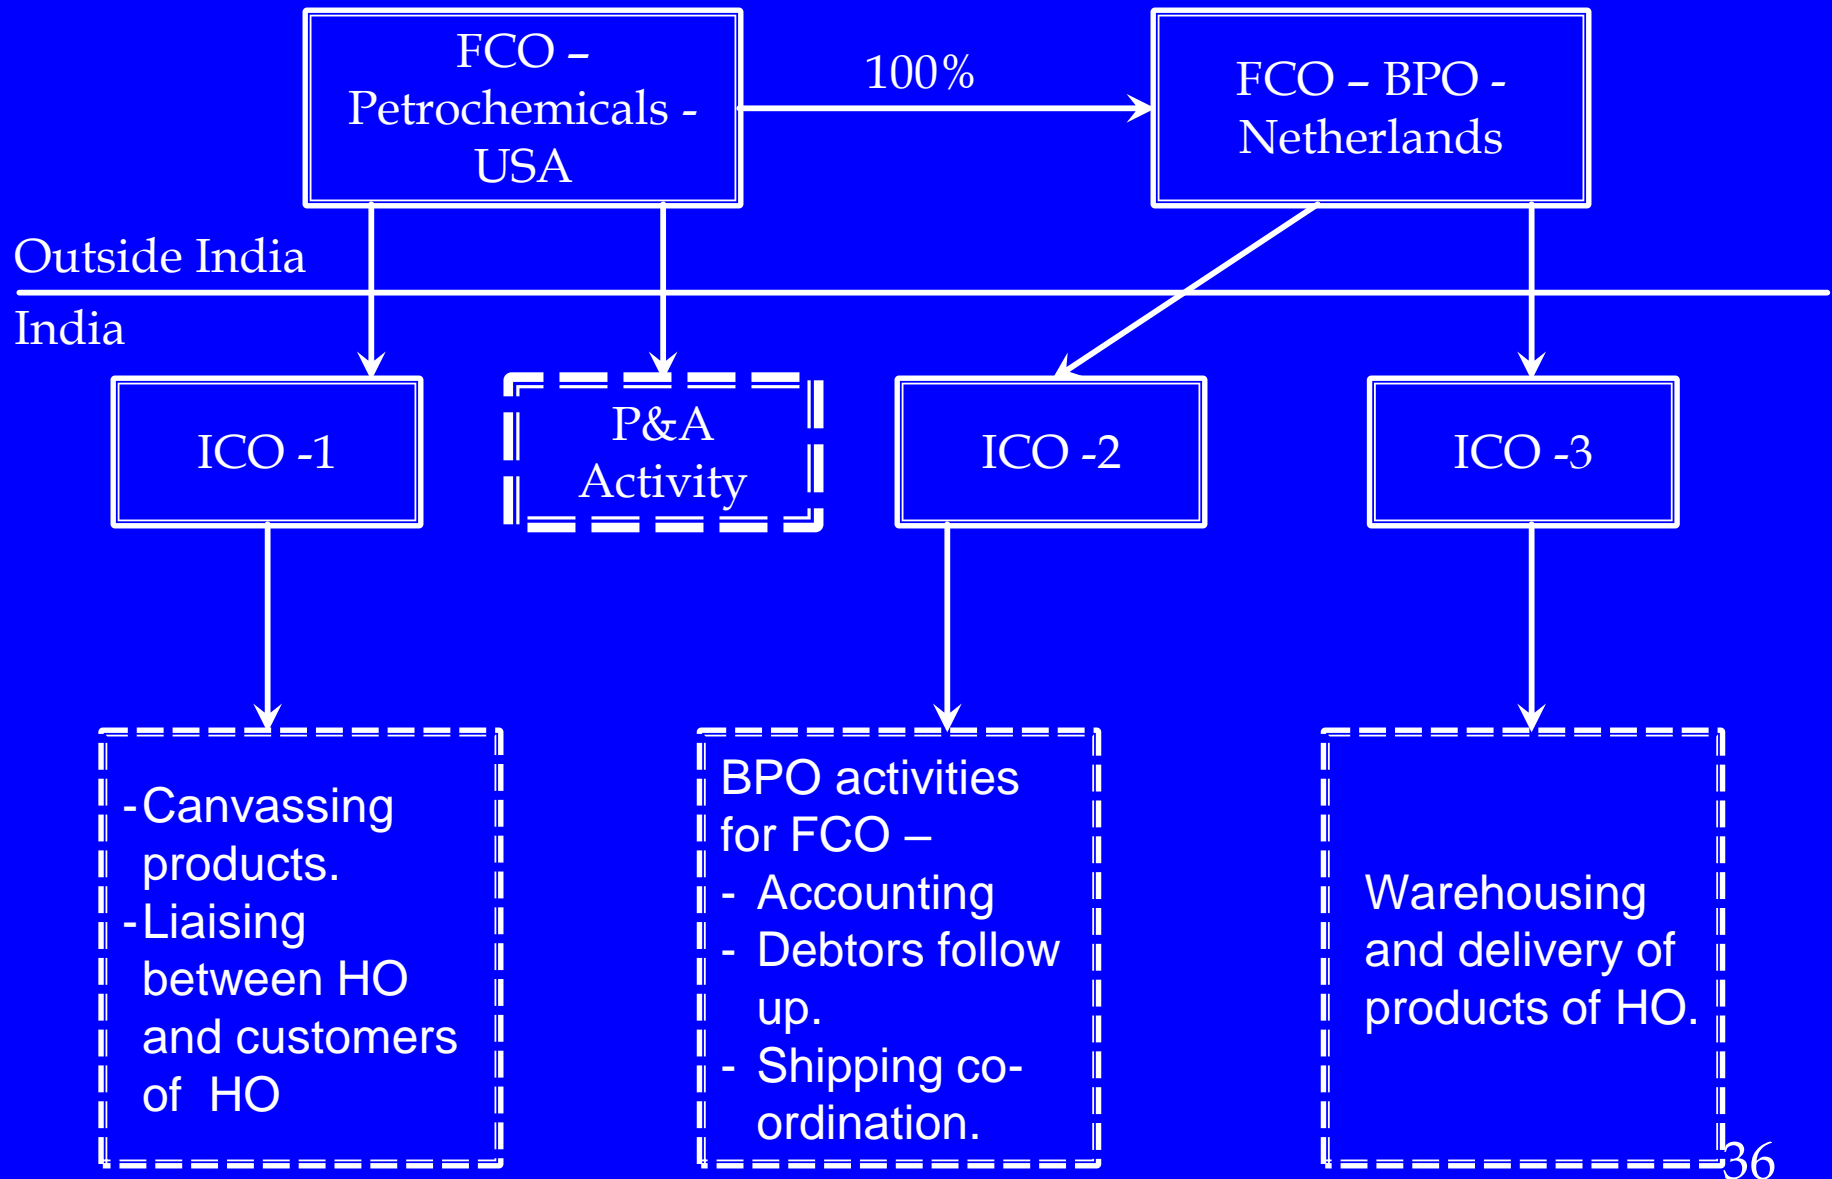 FCO –
Petrochemicals -
USA
100%
FCO – BPO -
Netherlands
Outside India
India
ICO -1
P&A
Activity
ICO -2
ICO -3
-Canvassing
products.
-Liaising
between HO
and customers
of HO
BPO activities
for FCO –
- Accounting
- Debtors follow
up.
- Shipping co-
ordination.
Warehousing
and delivery of
products of HO.
36